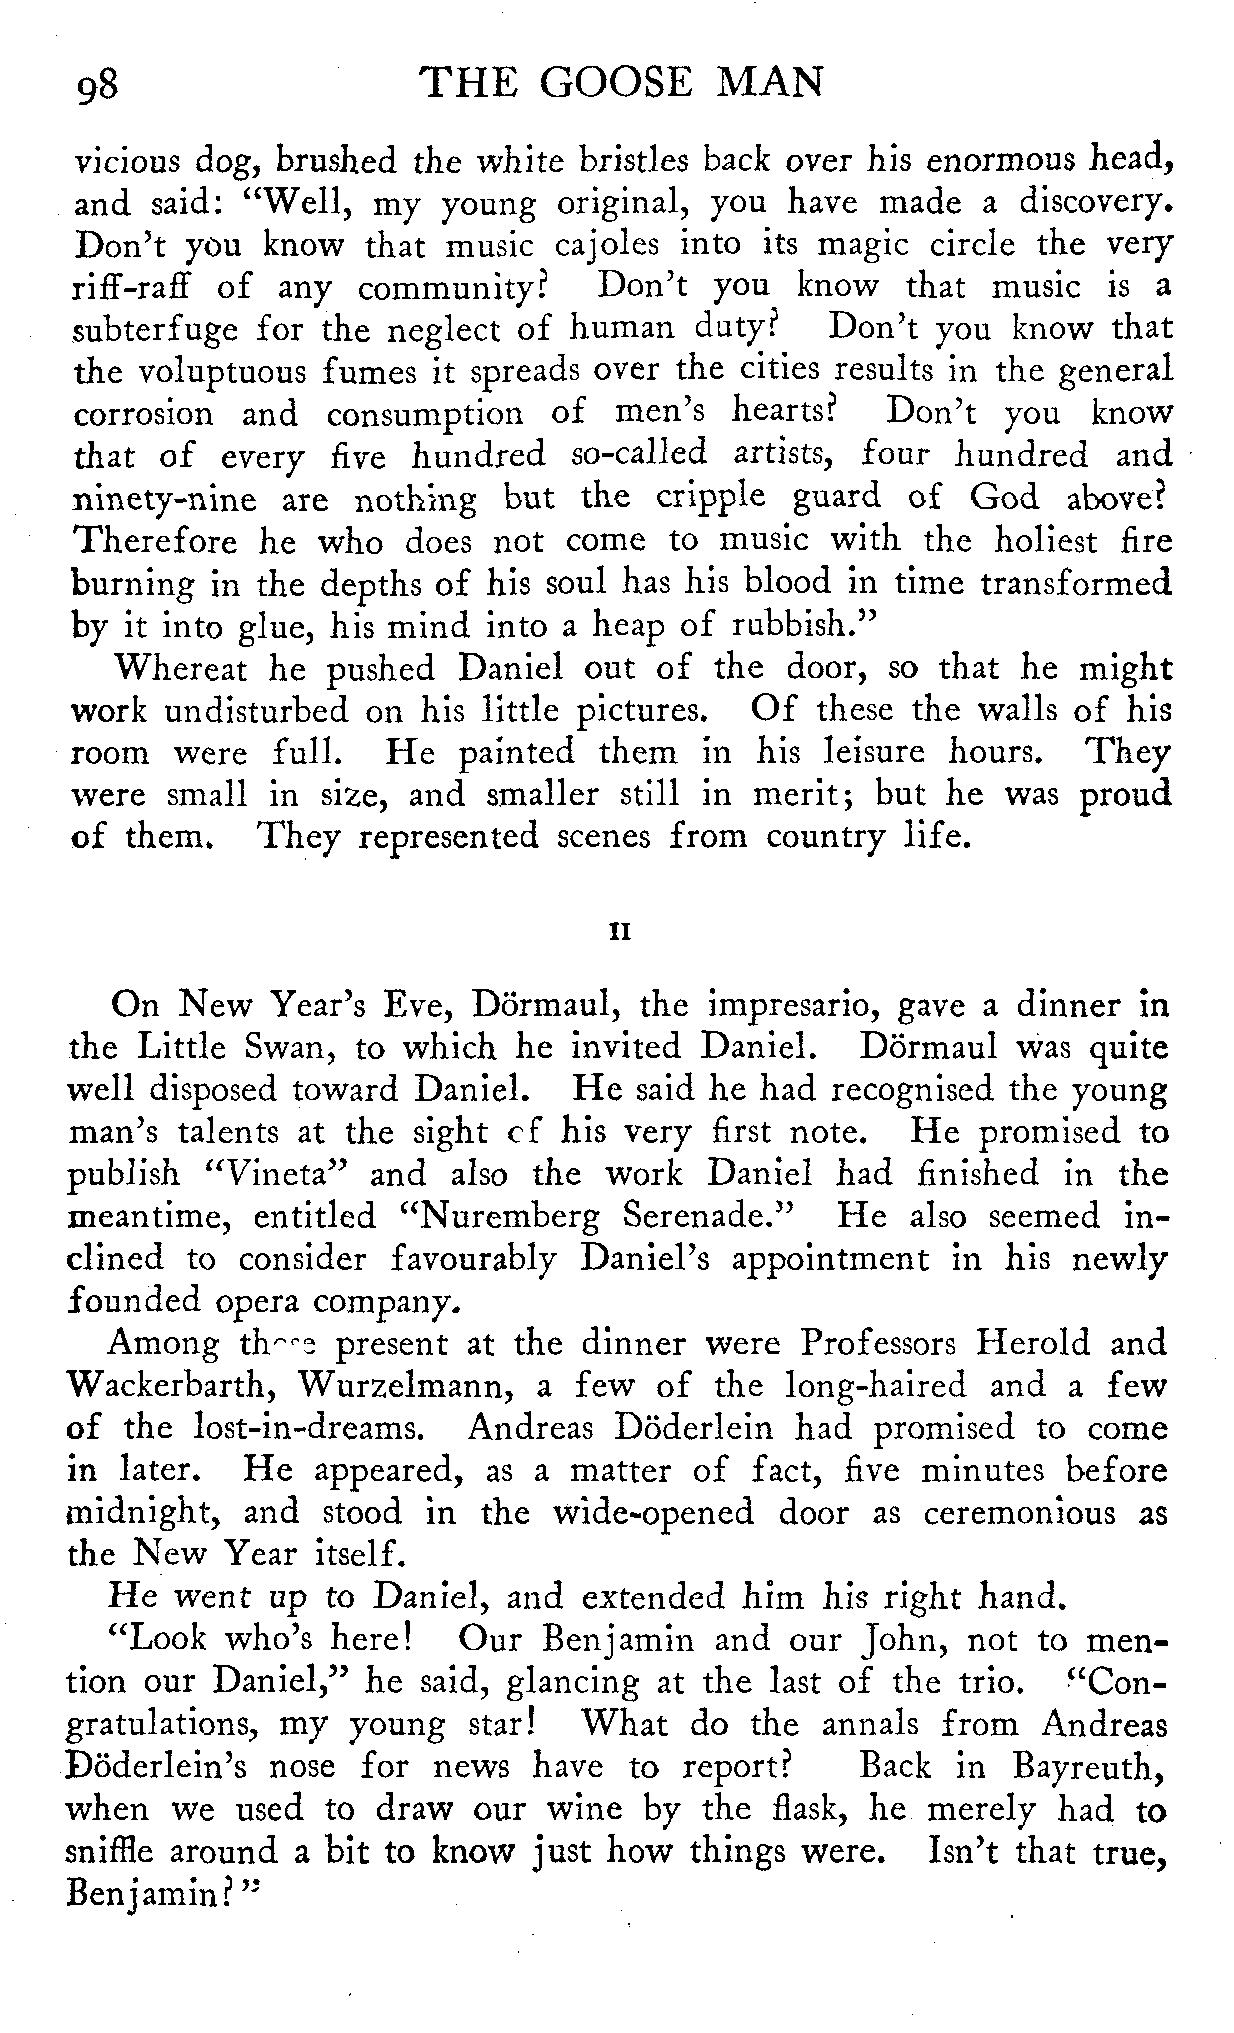 98 THE GOOSE MAN
vicious dog, brushed the white bristles back over his enormous head,
and said: "Well, my young original, you have made a discovery.
Don't you know that music cajoles into its magic circle the very
riff-raff of any community? Don't you know that music is a
subterfuge for the neglect of human duty? Don't you know that
the voluptuous fumes it spreads over the cities results in the general
corrosion and consumption of men's hearts? Don't you know
that of every five hundred so-called artists, four hundred and
ninety-nine are nothing but the cripple guard of God above?
Therefore he who does not come to music with the holiest fire
burning in the depths of his soul has his blood in time transformed
by it into glue, his mind into a heap of rubbish."
Whereat he pushed Daniel out of the door, so that he might
work undisturbed on his little pictures. Of these the walls of his
room were full. He painted them in his leisure hours. They
were small in size, and smaller still in merit; but he was proud
of them. They represented scenes from country life.
II
On New Year's Eve, Dörmaul, the impresario, gave a dinner in
the Little Swan, to which he invited Daniel. Dörmaul was quite
well disposed toward Daniel. He said he had recognised the young
man's talents at the sight of his very first note. He promised to
publish "Vineta" and also the work Daniel had finished in the
meantime, entitled "Nuremberg Serenade." He also seemed in-
clined to consider favourably Daniel's appointment in his newly
founded opera company.
Among present at the dinner were Professors Herold and
Wackerbarth, Wurzelmann, a few of the long-haired and a few
of the lost-in-dreams. Andreas Döderlein had promised to come
in later. He appeared, as a matter of fact, five minutes before
midnight, and stood in the wide-opened door as ceremonious as
the New Year itself.
He went up to Daniel, and extended him his right hand.
"Look who's here! Our Benjamin and our John, not to men-
tion our Daniel," he said, glancing at the last of the trio. "Con-
gratulations, my young star! What do the annals from Andreas
Döderlein's nose for news have to report? Back in Bayreuth,
when we used to draw our wine by the flask, he merely had to
sniffle around a bit to know just how things were. Isn't that true,
Benjamin?"